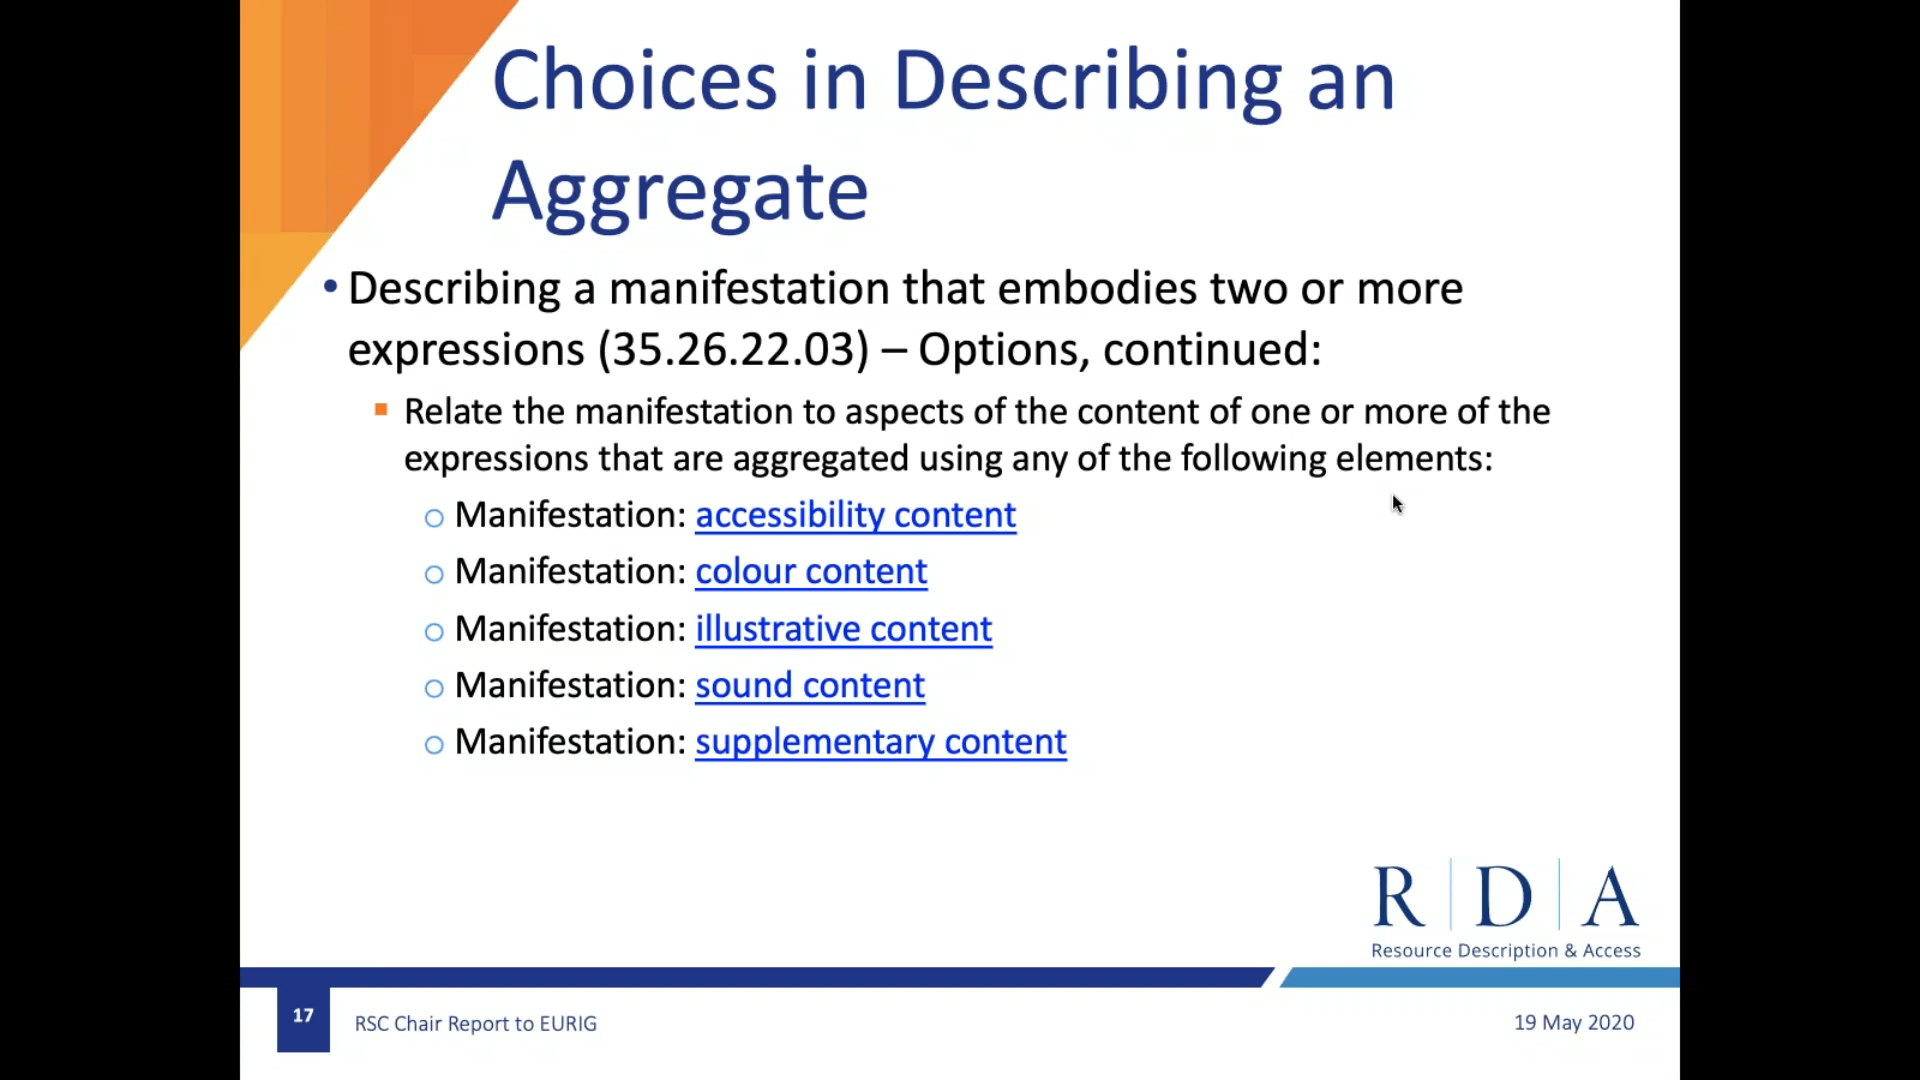 Choices in Describing an
Aggregate
• Describing a manifestation that embodies two or more
expressions (35.26.22.03) – Options, continued:
▪ Relate the manifestation to aspects of the content of one or more of the
expressions that are aggregated using any of the following elements:
o Manifestation: accessibility content
o Manifestation: colour content
o Manifestation: illustrative content
o Manifestation: sound content
o Manifestation: supplementary content
R D A
Resource Description & Access
17
RSC Chair Report to EURIG
19 May 2020